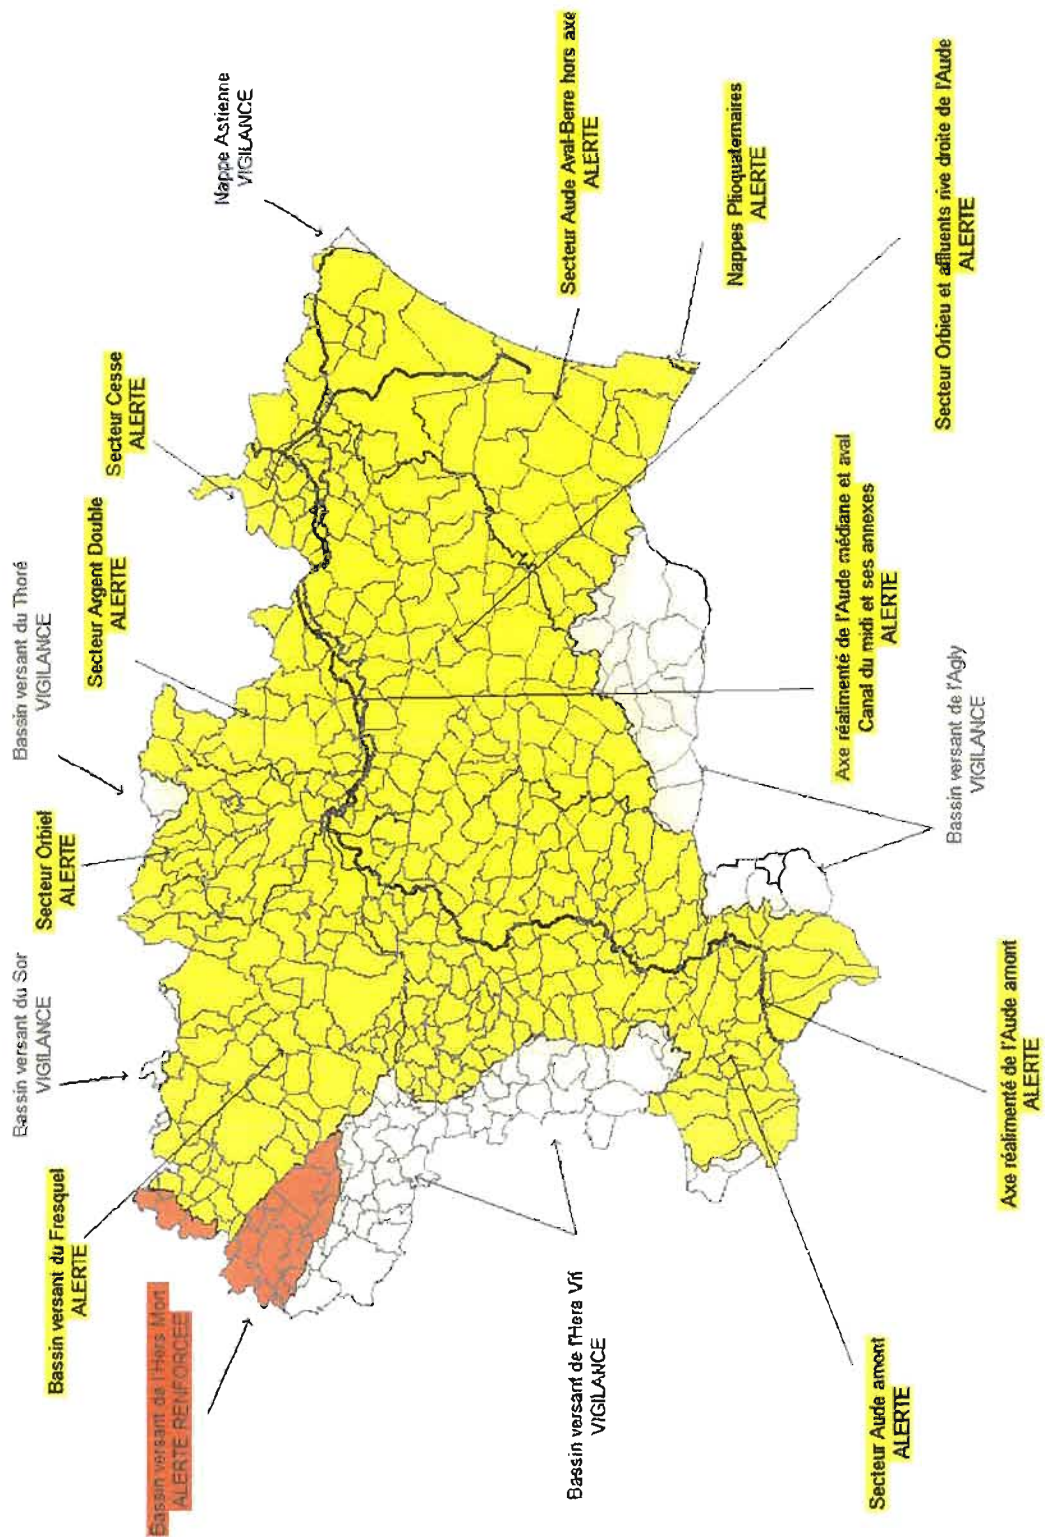 Bassin versant de l'Hers Mort
ALERTE RENFORCEE
Bassin versant du Fresquel
ALERTE
Bassin versant du Sor
VIGILANCE
Secteur Orbiel
ALERTE
Bassin versant du Thoré
VIGILANCE
Secteur Argent Double
ALERTE
Secteur Cesse
ALERTE
Nappe Astienne
VIGILANCE
Secteur Aude Aval-Berre hors axe
ALERTE
Nappes Plioquaternaires
ALERTE
Secteur Orbieu et affluents rive droite de l'Aude
ALERTE
Axe réalimenté de l'Aude médiane et aval
Canal du midi et ses annexes
ALERTE
Bassin versant de l'Agly
VIGILANCE
Axe réalimenté de l'Aude amont
ALERTE
Bassin versant de l'Hers Vif
VIGILANCE
Secteur Aude amont
ALERTE